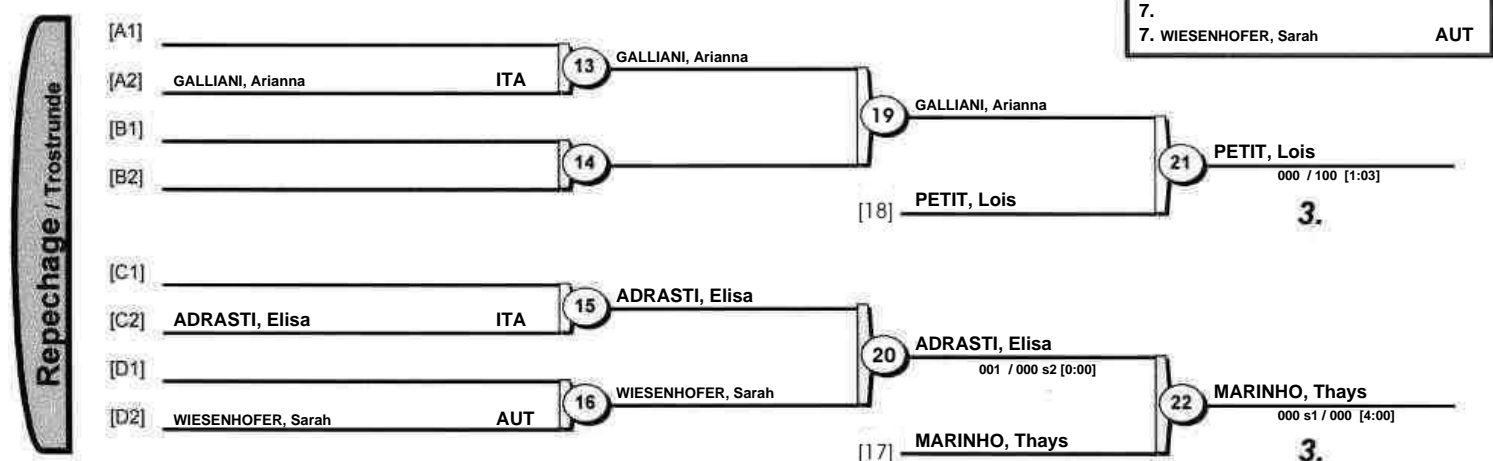 7.
7. WIESENHOFER, Sarah AUT
Repechage / Trostrunde
[A1]
[A2] GALLIANI, Arianna ITA
13 GALLIANI, Arianna
[B1]
[B2]
14
19 GALLIANI, Arianna
[18] PETIT, Lois
21 PETIT, Lois
000 / 100 [1:03]
3.
[C1]
[C2] ADRASTI, Elisa ITA
15 ADRASTI, Elisa
[D1]
[D2] WIESENHOFER, Sarah AUT
16 WIESENHOFER, Sarah
20 ADRASTI, Elisa
001 / 000 s2 [0:00]
[17] MARINHO, Thays
22 MARINHO, Thays
000 s1 / 000 [4:00]
3.